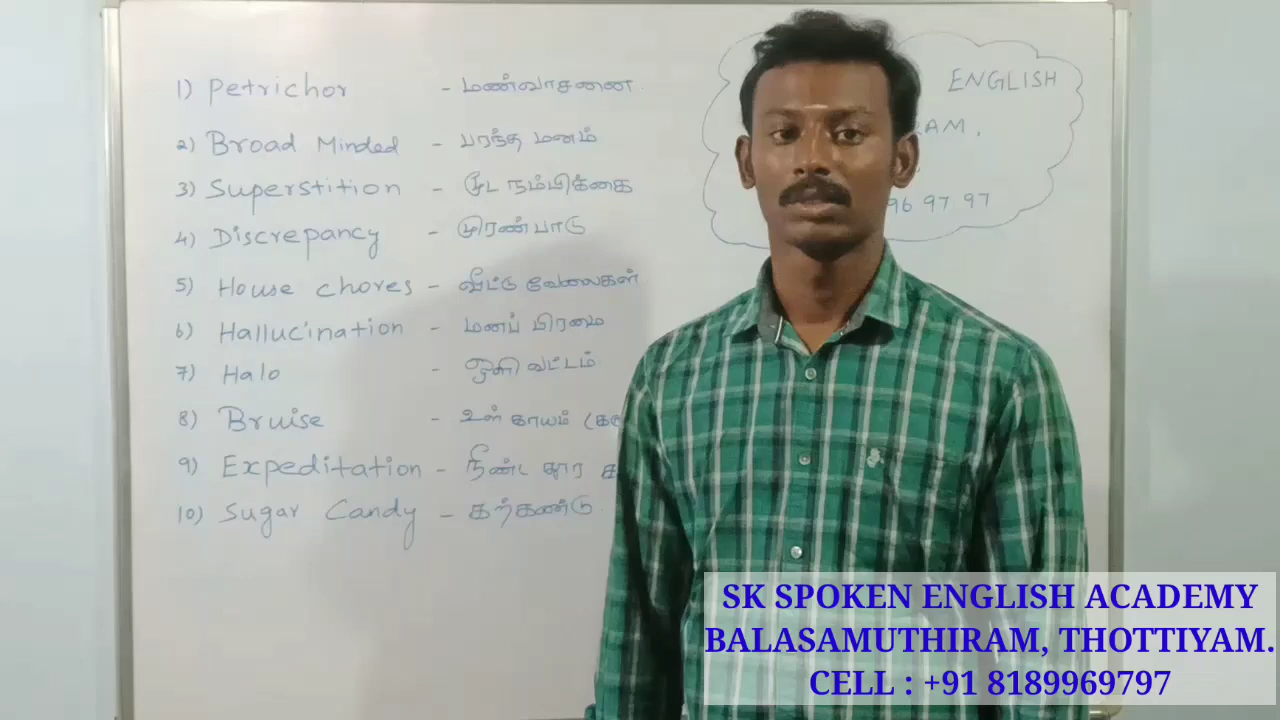 1) Petrichor - மண்வாசனை.
2) Broad Minded - பரந்த மனம்
3) Superstition - மூட நம்பிக்கை
4) Discrepancy - முரண்பாடு
5) House chores - வீட்டு வேலைகள்
6) Hallucination - மனப் பிரமை
7) Halo - ஒளி வட்டம்
8) Bruise - உள் காயம்
9) Expeditation - நீண்ட தூர
10) Sugar Candy - கற்கண்டு
ENGLISH
96 97 97
SK SPOKEN ENGLISH ACADEMY
BALASAMUTHIRAM, THOTTIYAM.
CELL : +91 8189969797